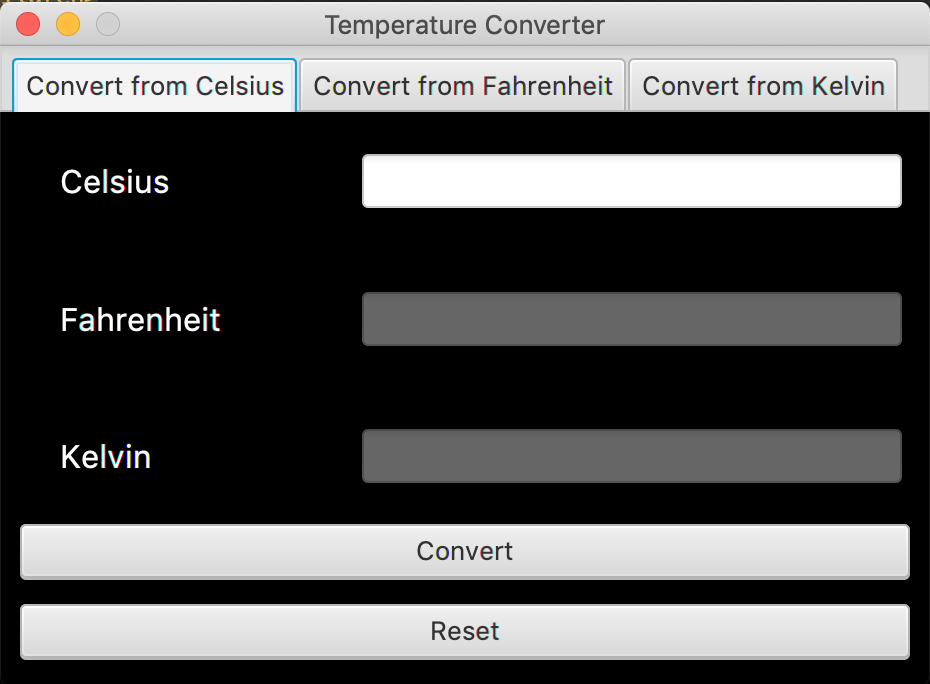 Temperature Converter
Convert from Celsius Convert from Fahrenheit Convert from Kelvin
Celsius
Fahrenheit
Kelvin
Convert
Reset